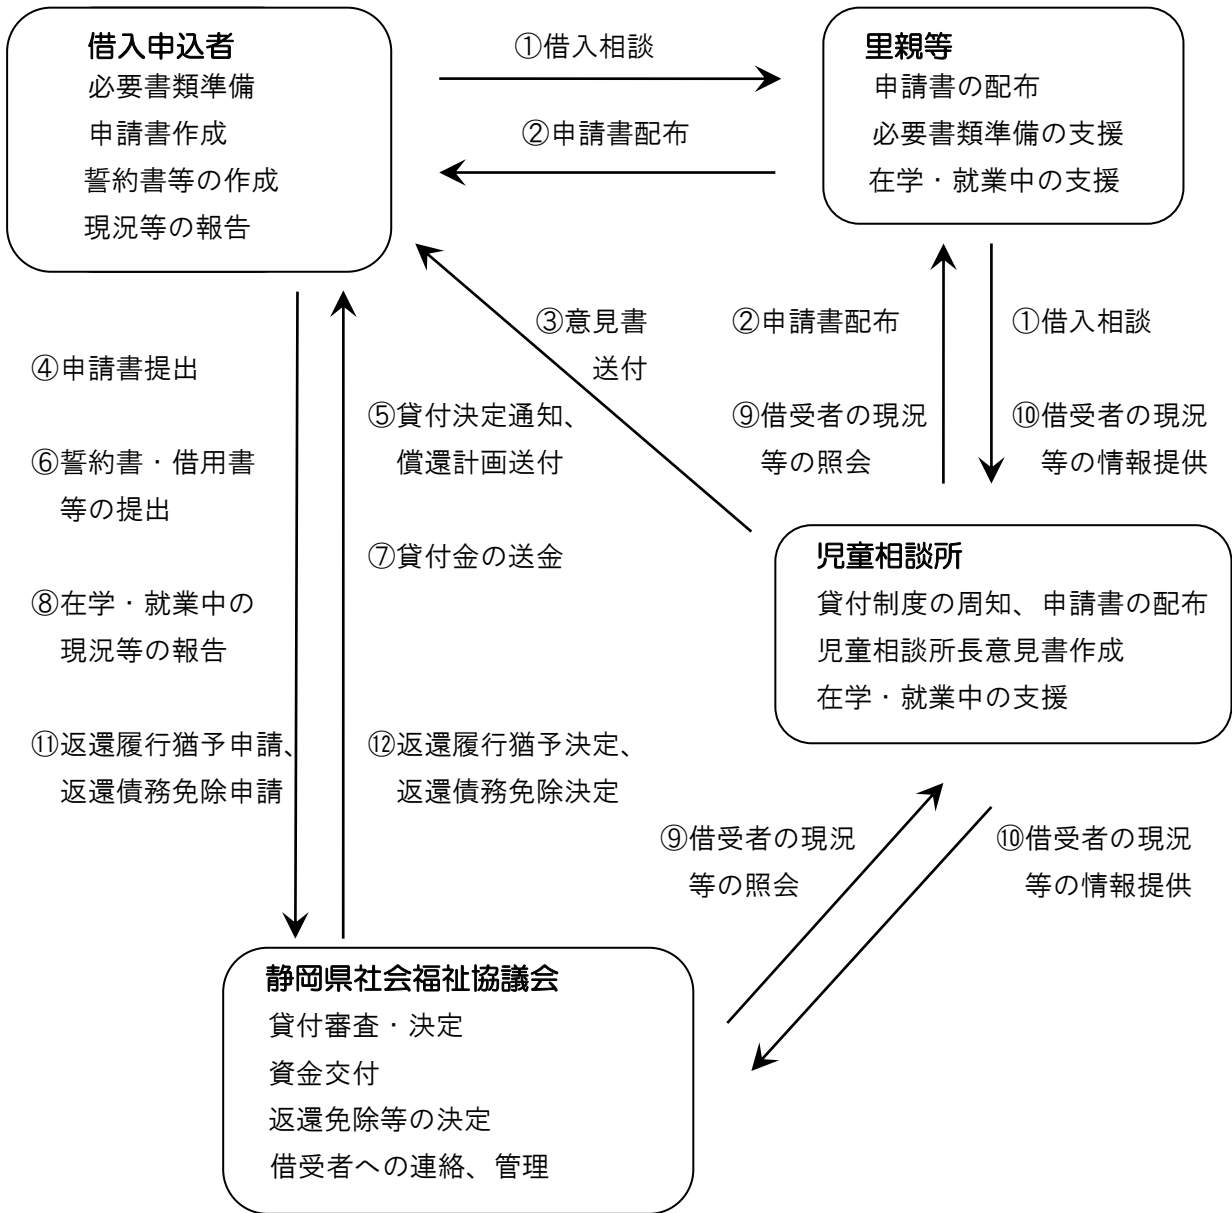 借入申込者
必要書類準備
申請書作成
誓約書等の作成
現況等の報告
①借入相談
②申請書配布
里親等
申請書の配布
必要書類準備の支援
在学・就業中の支援
③意見書
送付
②申請書配布
①借入相談
④申請書提出
⑤貸付決定通知、
償還計画送付
⑨借受者の現況
等の照会
⑩借受者の現況
等の情報提供
⑥誓約書・借用書
等の提出
⑦貸付金の送金
児童相談所
貸付制度の周知、申請書の配布
児童相談所長意見書作成
在学・就業中の支援
⑧在学・就業中の
現況等の報告
⑪返還履行猶予申請、
返還債務免除申請
⑫返還履行猶予決定、
返還債務免除決定
⑨借受者の現況
等の照会
⑩借受者の現況
等の情報提供
静岡県社会福祉協議会
貸付審査・決定
資金交付
返還免除等の決定
借受者への連絡、管理